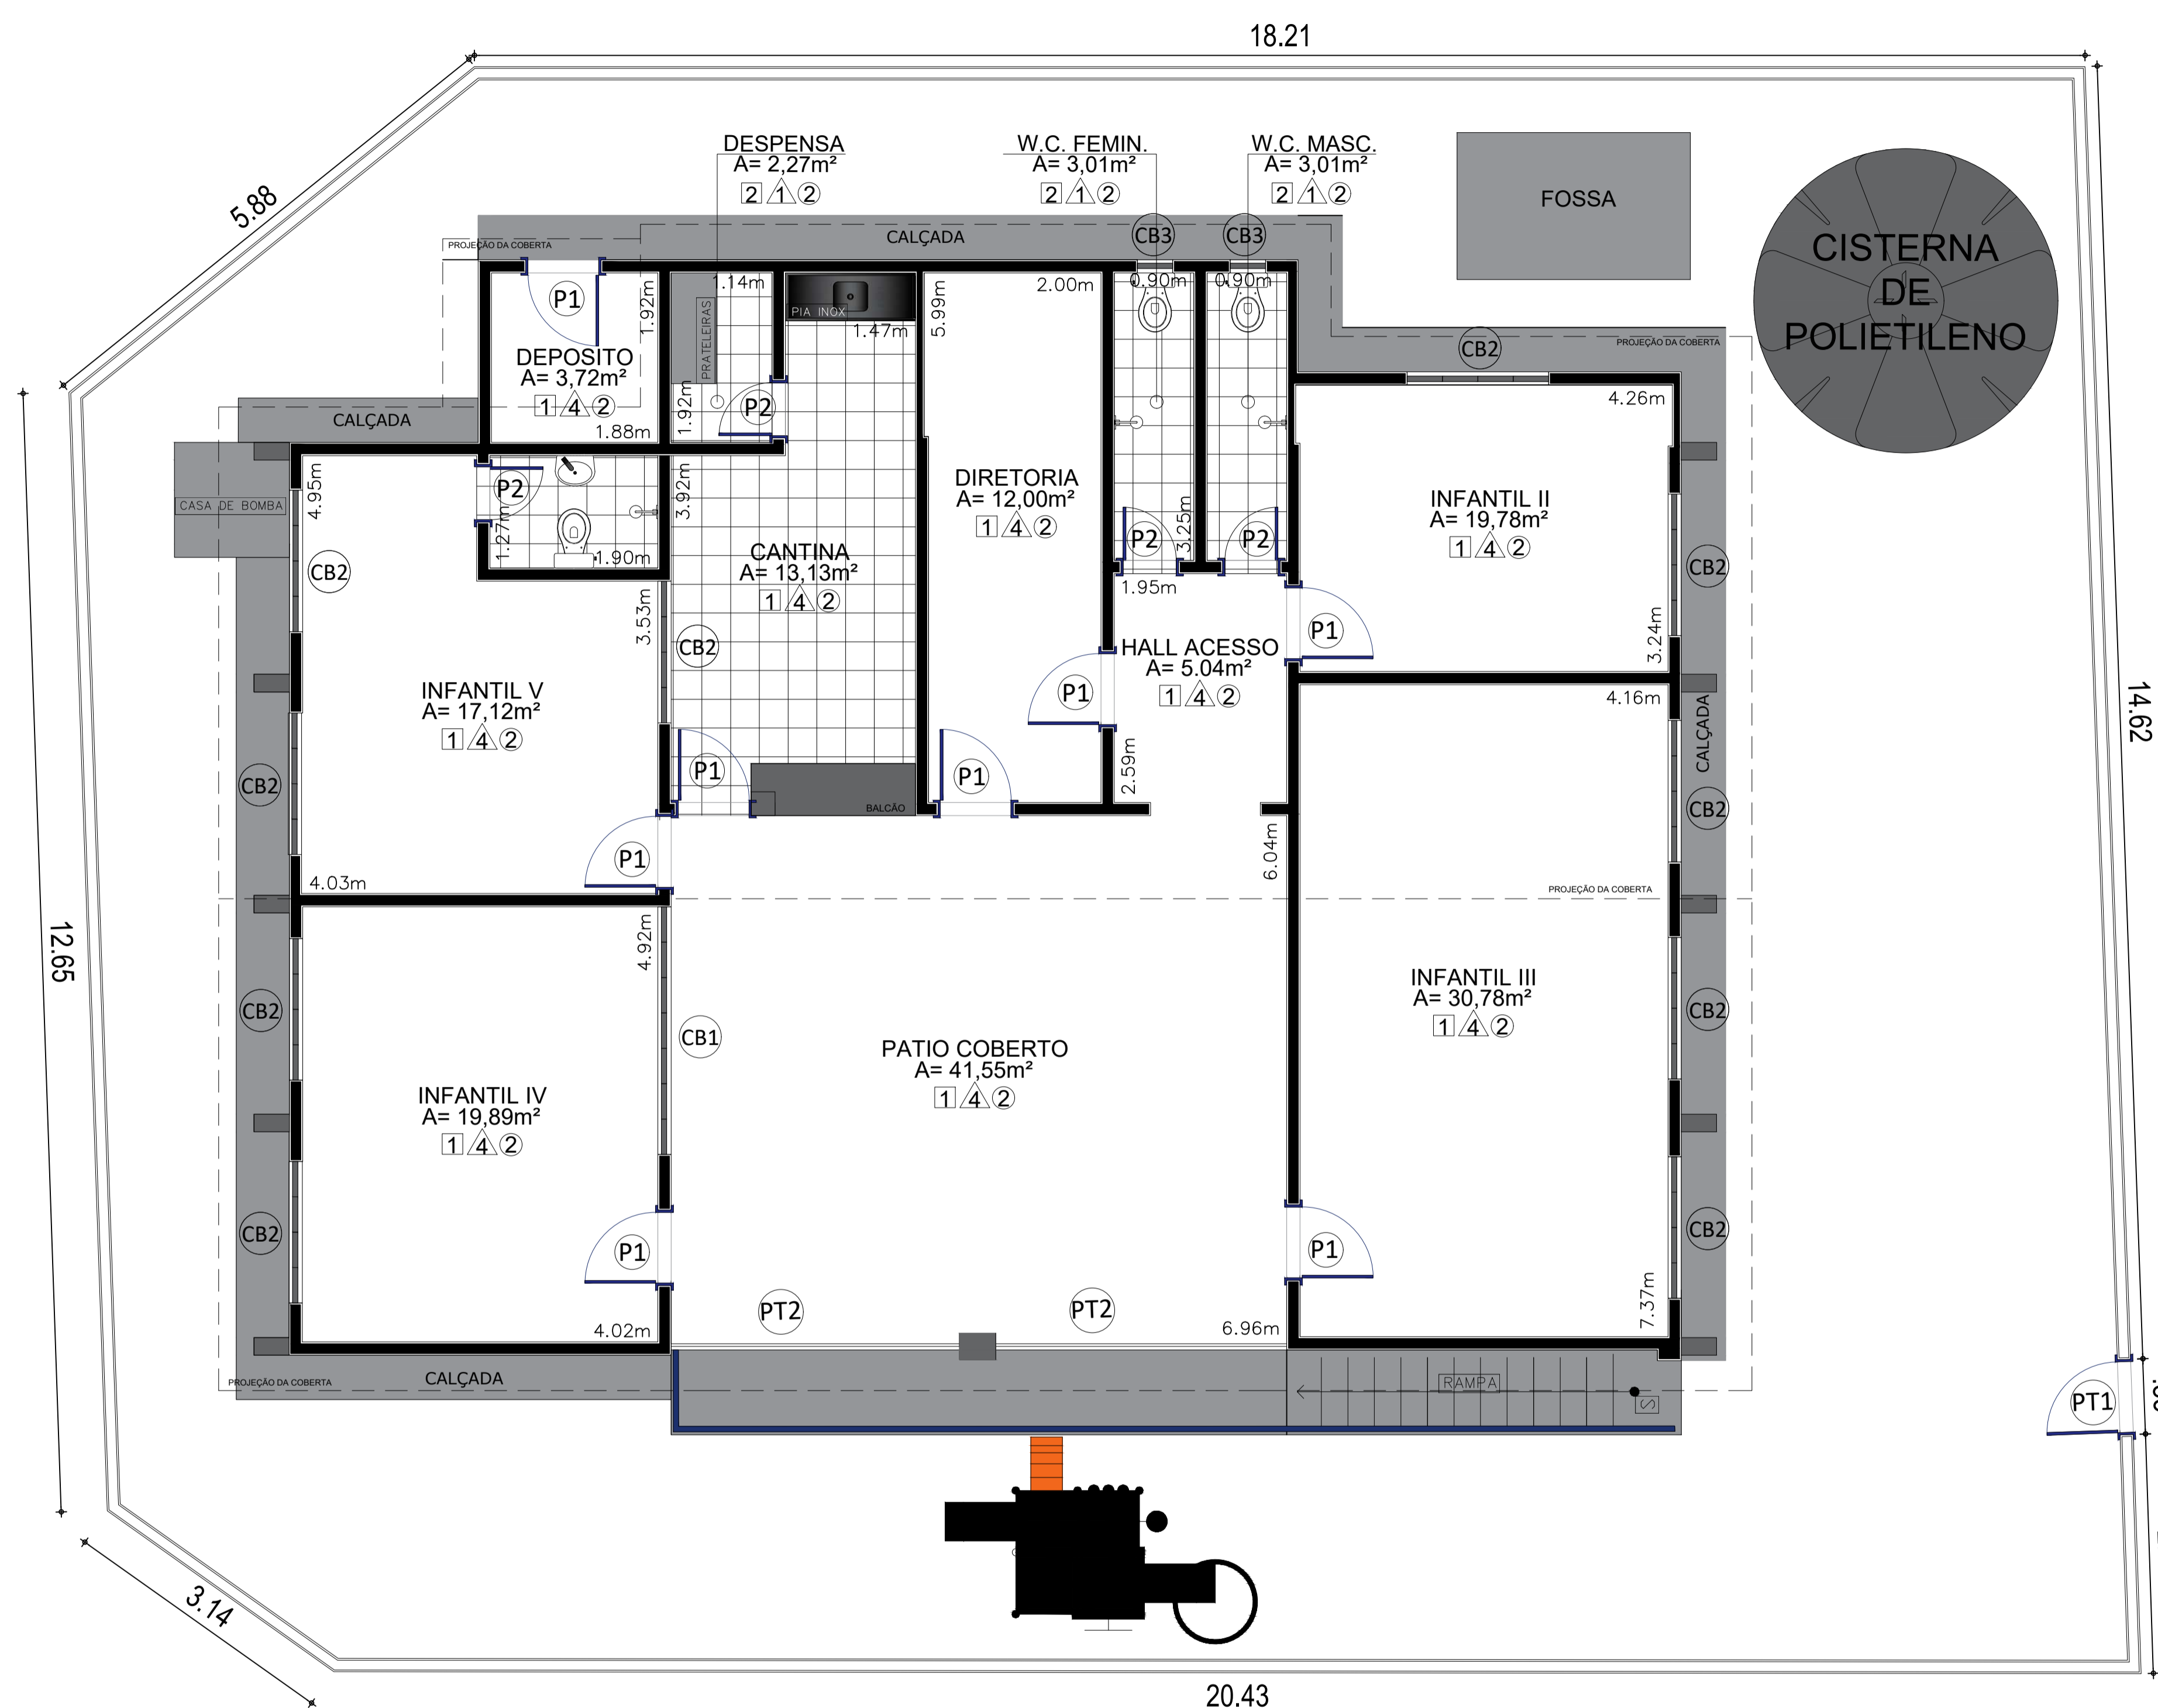 18.21
5.88
DESPENSA
A= 2,27m²
2 1 2
W.C. FEMIN.
A= 3,01m²
2 1 2
W.C. MASC.
A= 3,01m²
2 1 2
FOSSA
CISTERNA
DE
POLIETILENO
PROJEÇÃO DA COBERTA
CALÇADA
CB3
CB3
P1
1.92m
DEPOSITO
A= 3,72m²
1 4 2
1.88m
1.14m
PRATELEIRAS
1.92m
P2
PIA INOX
1.47m
5.99m
2.00m
0.90m
0.90m
CB2
PROJEÇÃO DA COBERTA
4.26m
CALÇADA
CASA DE BOMBA
4.95m
CB2
P2
1.27m
1.90m
3.92m
CANTINA
A= 13,13m²
1 4 2
DIRETORIA
A= 12,00m²
1 4 2
P2
3.25m
P2
1.95m
INFANTIL II
A= 19,78m²
1 4 2
CB2
3.24m
P1
3.53m
CB2
HALL ACESSO
A= 5.04m²
1 4 2
P1
2.59m
INFANTIL V
A= 17,12m²
1 4 2
4.16m
CALÇADA
14.62
CB2
P1
P1
BALCÃO
CB2
P1
4.03m
6.04m
PROJEÇÃO DA COBERTA
12.65
4.92m
CB2
CB1
INFANTIL III
A= 30,78m²
1 4 2
CB2
PATIO COBERTO
A= 41,55m²
1 4 2
INFANTIL IV
A= 19,89m²
1 4 2
CB2
P1
P1
CB2
7.37m
4.02m
PT2
PT2
6.96m
PROJEÇÃO DA COBERTA
CALÇADA
RAMPA
S
PT1
3.14
20.43